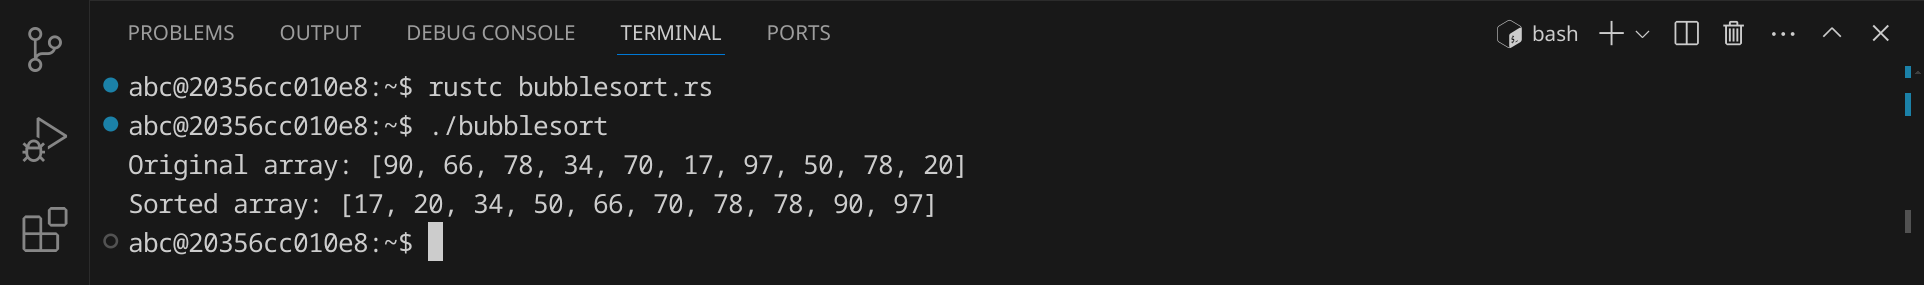 PROBLEMS OUTPUT DEBUG CONSOLE TERMINAL PORTS bash
abc@20356cc010e8:~$ rustc bubblesort.rs
abc@20356cc010e8:~$ ./bubblesort
Original array: [90, 66, 78, 34, 70, 17, 97, 50, 78, 20]
Sorted array: [17, 20, 34, 50, 66, 70, 78, 78, 90, 97]
abc@20356cc010e8:~$